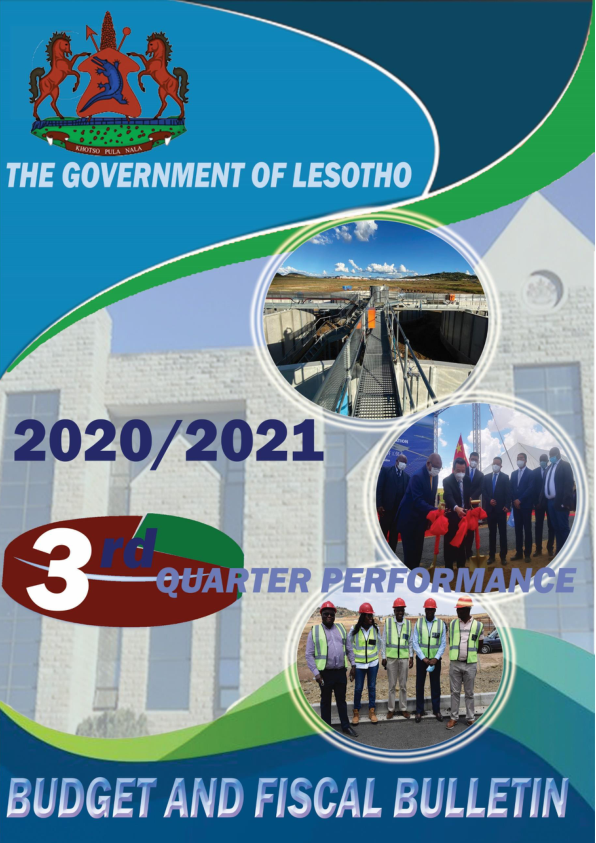 KHOTSO PULA NALA
THE GOVERNMENT OF LESOTHO
2020/2021
3rd
QUARTER PERFORMANCE
BUDGET AND FISCAL BULLETIN